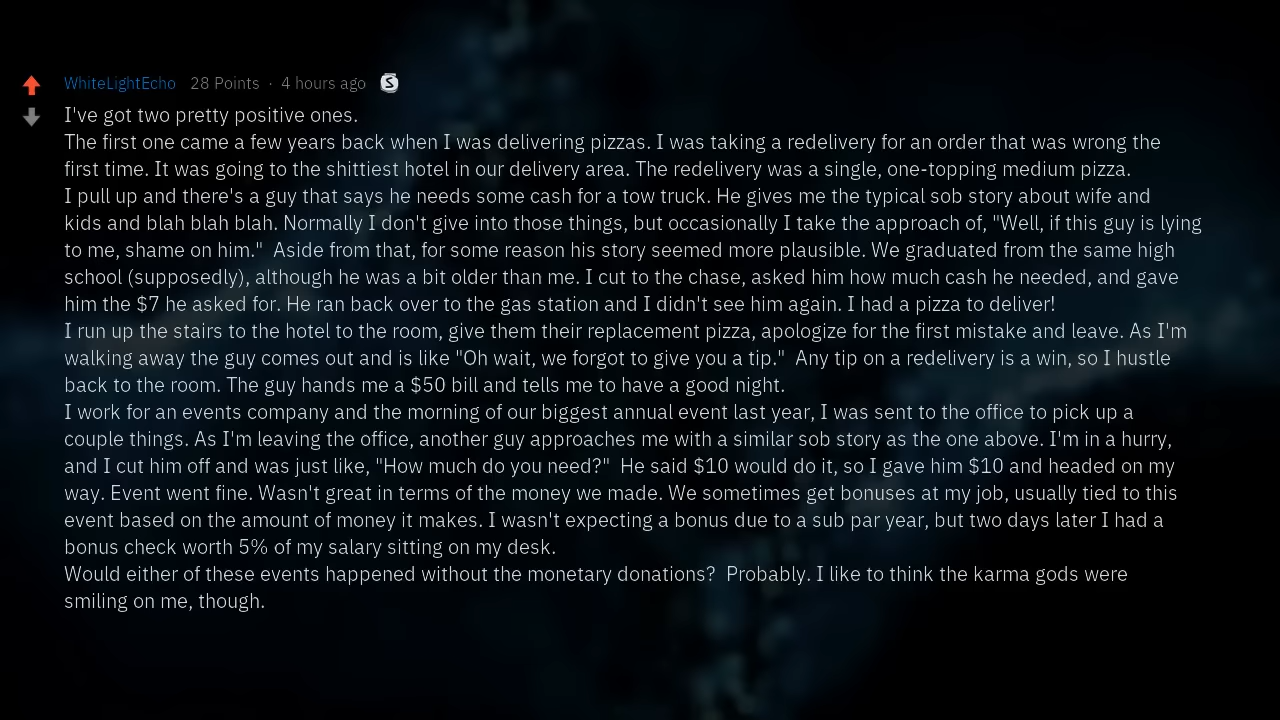 WhiteLightEcho 28 Points · 4 hours ago S
I've got two pretty positive ones.
The first one came a few years back when I was delivering pizzas. I was taking a redelivery for an order that was wrong the
first time. It was going to the shittiest hotel in our delivery area. The redelivery was a single, one-topping medium pizza.
I pull up and there's a guy that says he needs some cash for a tow truck. He gives me the typical sob story about wife and
kids and blah blah blah. Normally I don't give into those things, but occasionally I take the approach of, "Well, if this guy is lying
to me, shame on him."  Aside from that, for some reason his story seemed more plausible. We graduated from the same high
school (supposedly), although he was a bit older than me. I cut to the chase, asked him how much cash he needed, and gave
him the $7 he asked for. He ran back over to the gas station and I didn't see him again. I had a pizza to deliver!
I run up the stairs to the hotel to the room, give them their replacement pizza, apologize for the first mistake and leave. As I'm
walking away the guy comes out and is like "Oh wait, we forgot to give you a tip."  Any tip on a redelivery is a win, so I hustle
back to the room. The guy hands me a $50 bill and tells me to have a good night.
I work for an events company and the morning of our biggest annual event last year, I was sent to the office to pick up a
couple things. As I'm leaving the office, another guy approaches me with a similar sob story as the one above. I'm in a hurry,
and I cut him off and was just like, "How much do you need?"  He said $10 would do it, so I gave him $10 and headed on my
way. Event went fine. Wasn't great in terms of the money we made. We sometimes get bonuses at my job, usually tied to this
event based on the amount of money it makes. I wasn't expecting a bonus due to a sub par year, but two days later I had a
bonus check worth 5% of my salary sitting on my desk.
Would either of these events happened without the monetary donations?  Probably. I like to think the karma gods were
smiling on me, though.